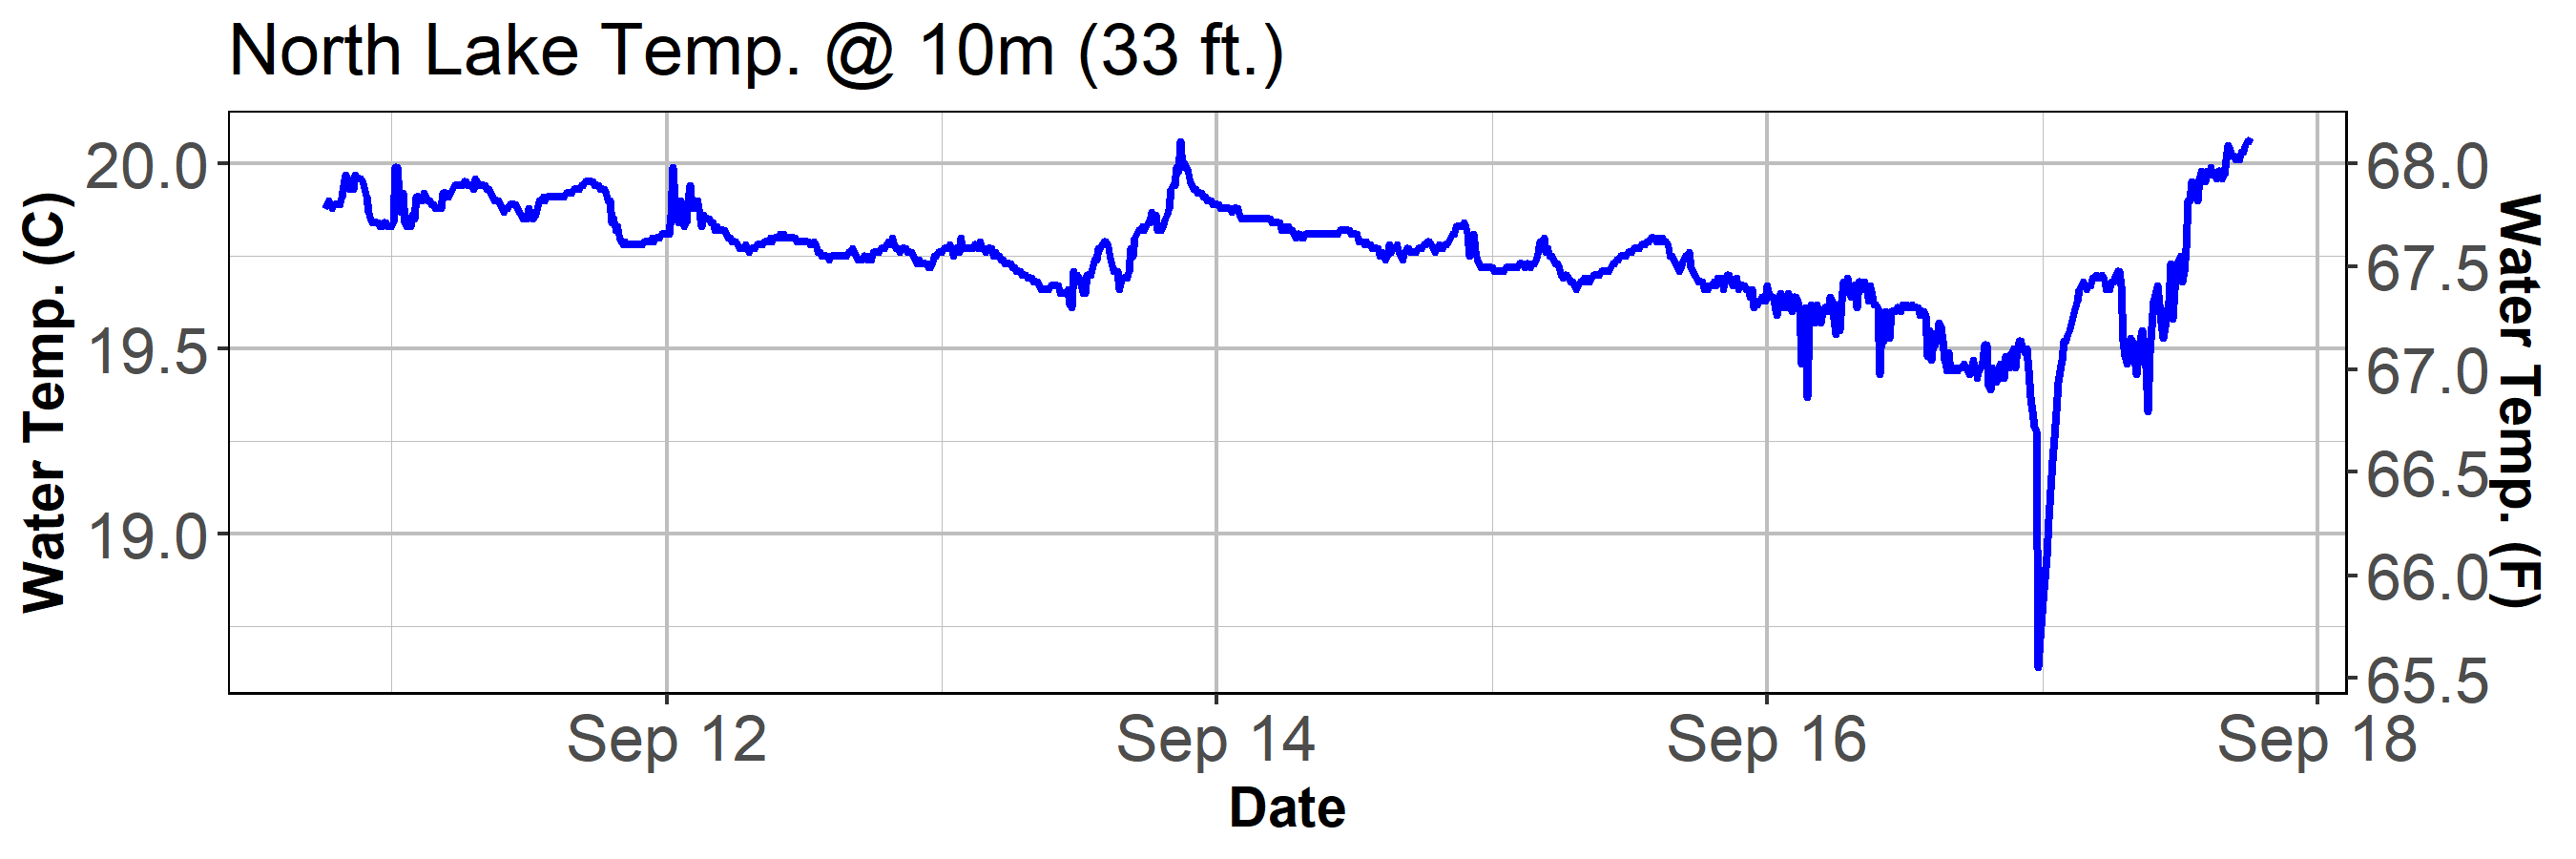 North Lake Temp. @ 10m (33 ft.)
Water Temp. (C)
20.0
19.5
19.0
68.0
67.5
67.0
66.5
66.0
65.5
Water Temp. (F)
Sep 12 Sep 14 Sep 16 Sep 18
Date